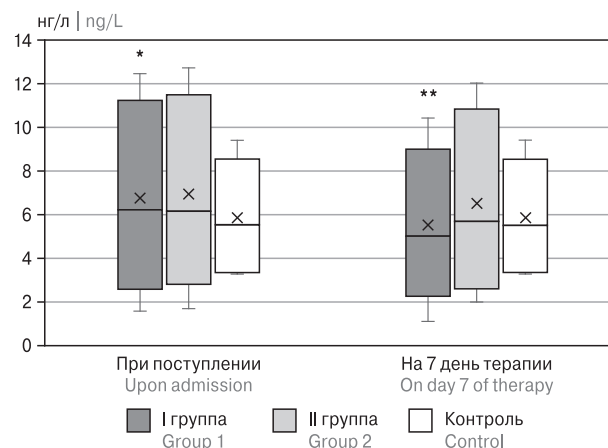 нг/л | ng/L
14
12
10
8
6
4
2
0
*
**
При поступлении
Upon admission
На 7 день терапии
On day 7 of therapy
I группа
Group 1
II группа
Group 2
Контроль
Control